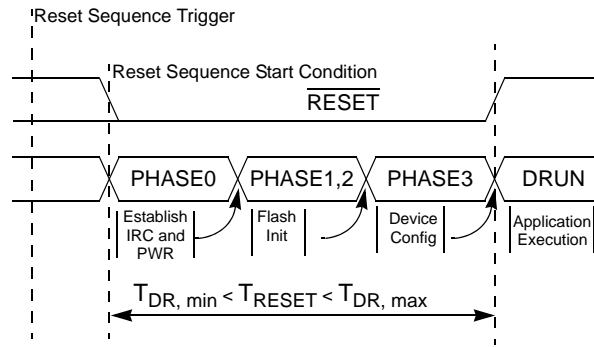 Reset Sequence Trigger
Reset Sequence Start Condition
RESET
PHASE0 PHASE1,2 PHASE3 DRUN
Establish
IRC and
PWR
Flash
Init
Device
Config
Application
Execution
TDR, min < TRESET < TDR, max